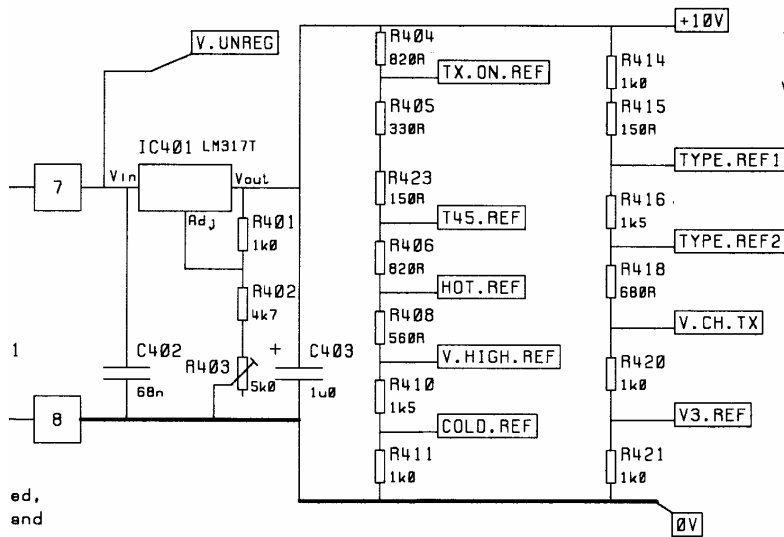 +10V
V.UNREG
R404
820R
TX.ON.REF
R414
1k0
R405
330R
R415
150R
IC401 LM317T
TYPE.REF1
7
Vin
Vout
R423
150R
Adj
R401
1k0
T45.REF
R416
1k5
R406
820R
TYPE.REF2
R402
4k7
HOT.REF
R418
680R
R408
560R
V.CH.TX
1
C402
68n
R403
5k0
+
C403
1u0
V.HIGH.REF
R420
1k0
R410
1k5
8
COLD.REF
V3.REF
R411
1k0
R421
1k0
ed,
and
0V